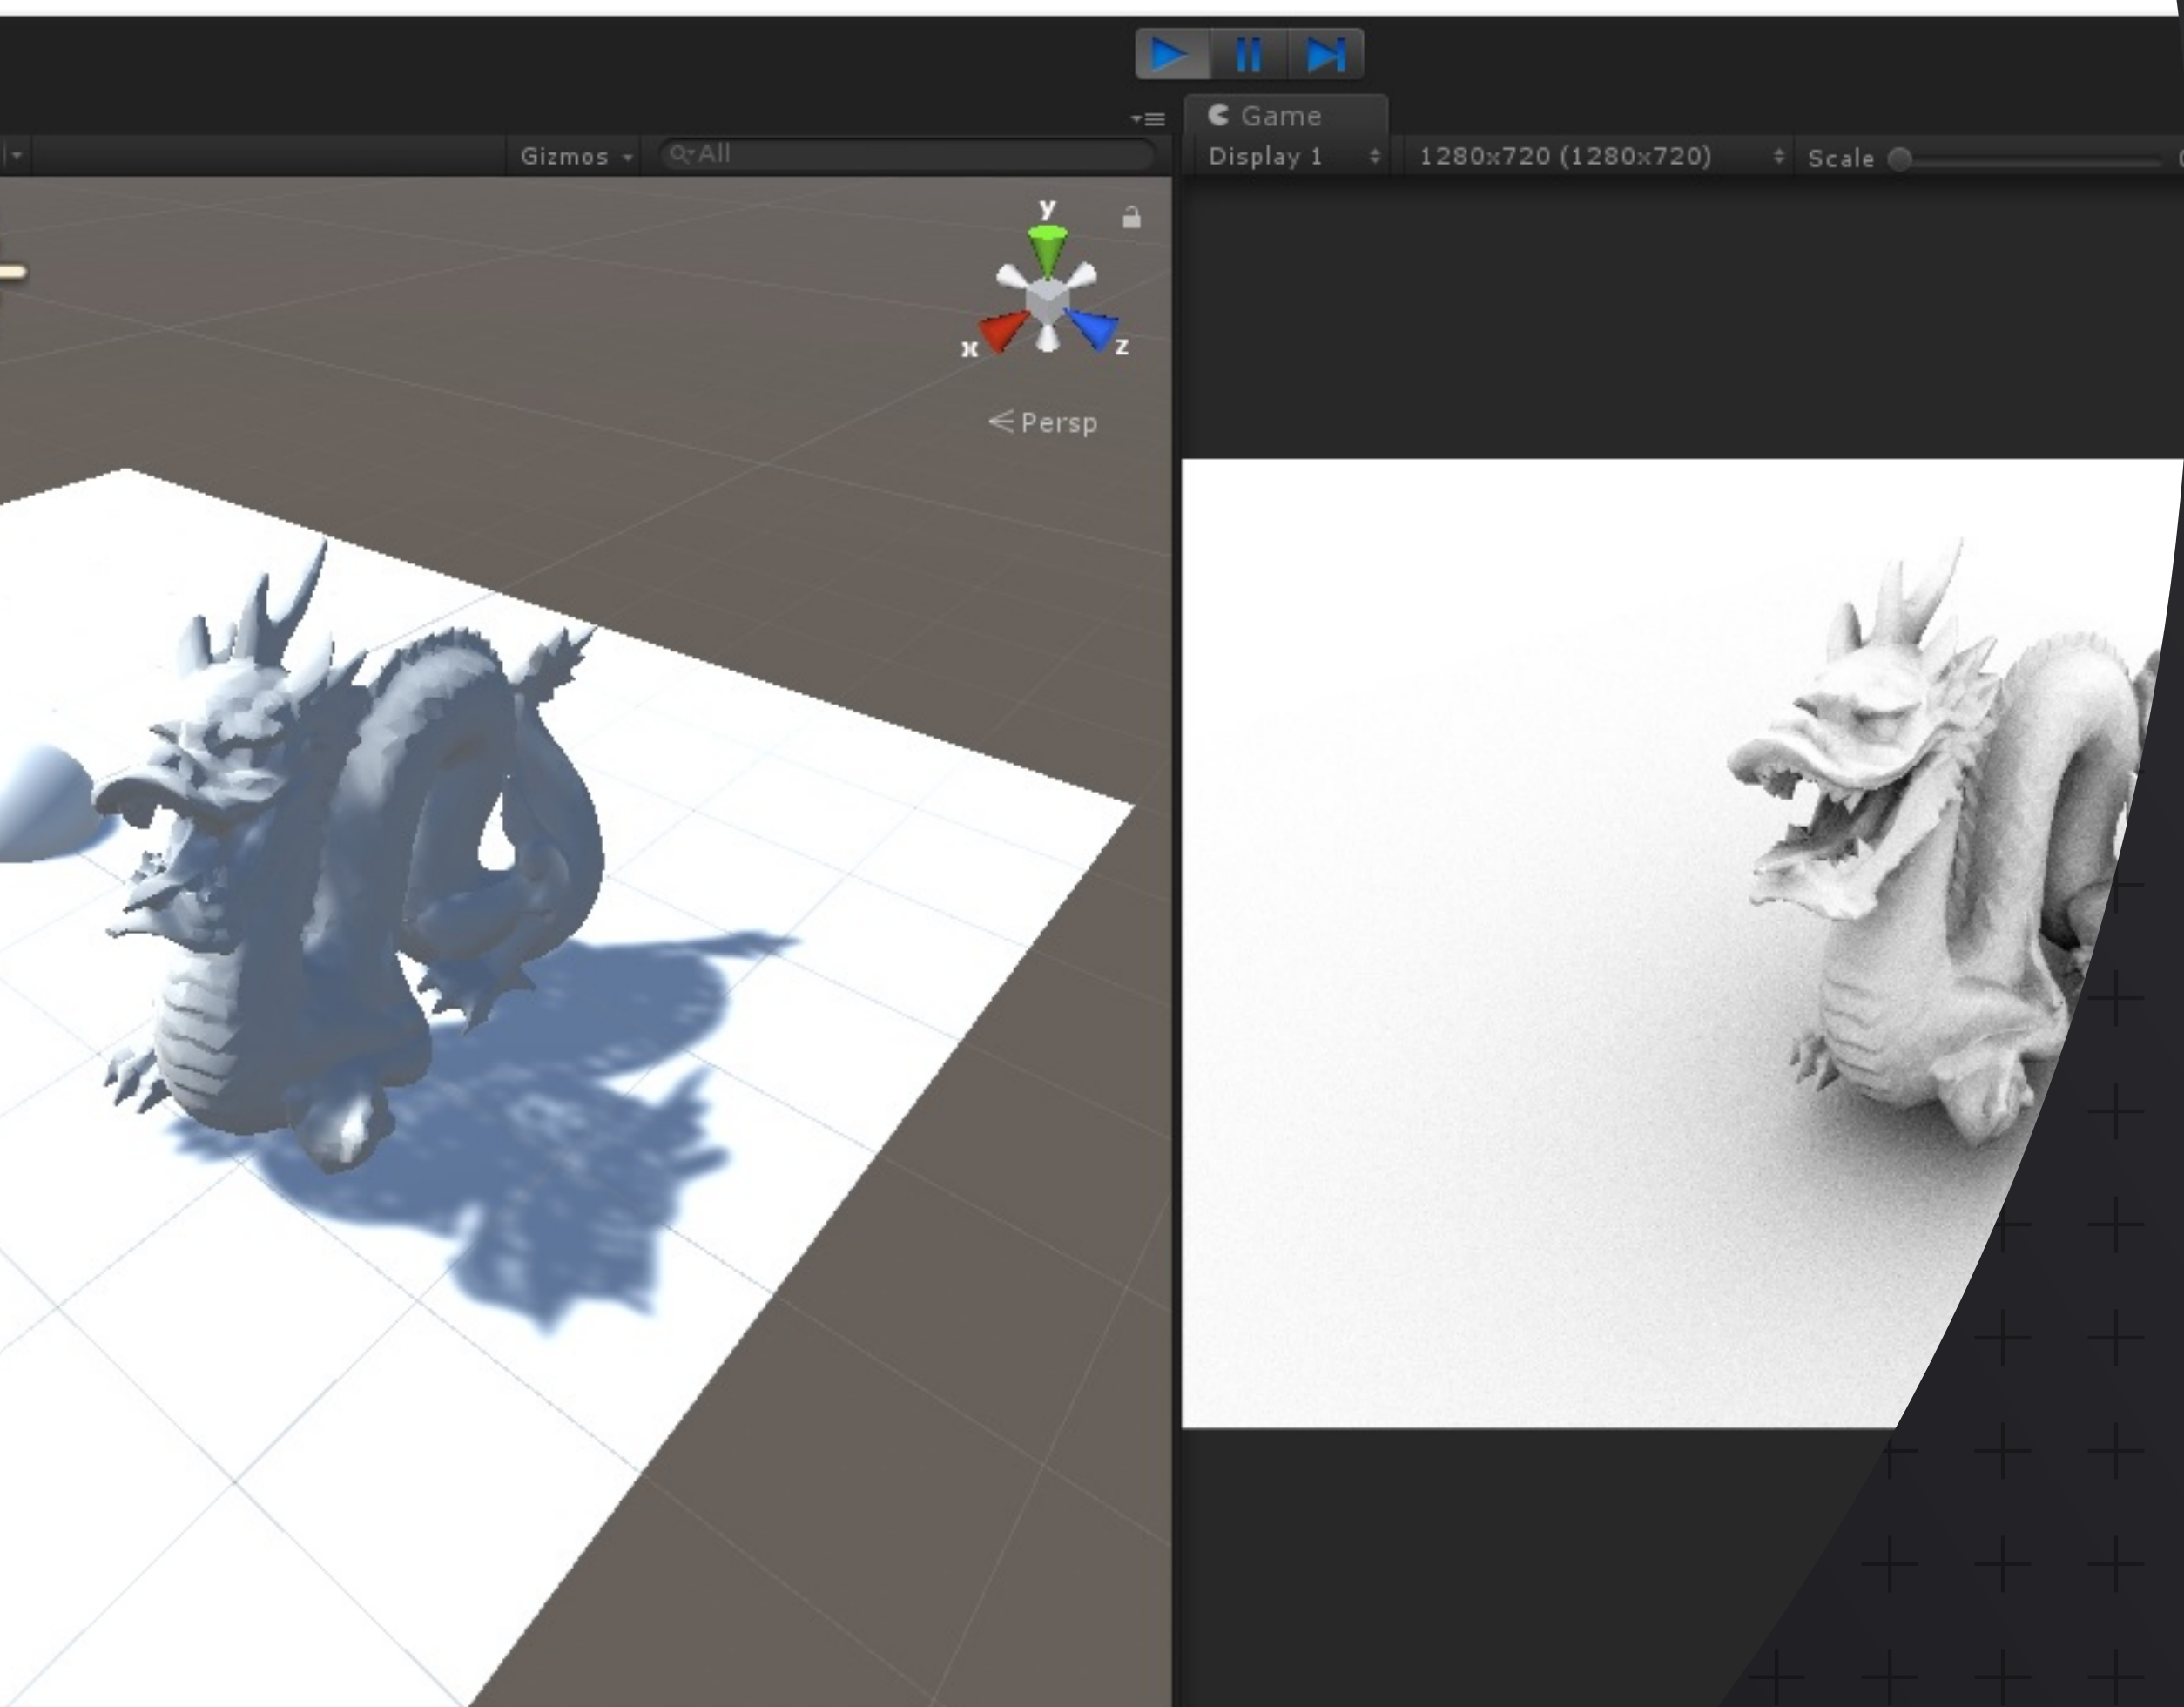 Game
Gizmos
All
Display 1
1280x720 (1280x720)
Scale
y
x
z
Persp